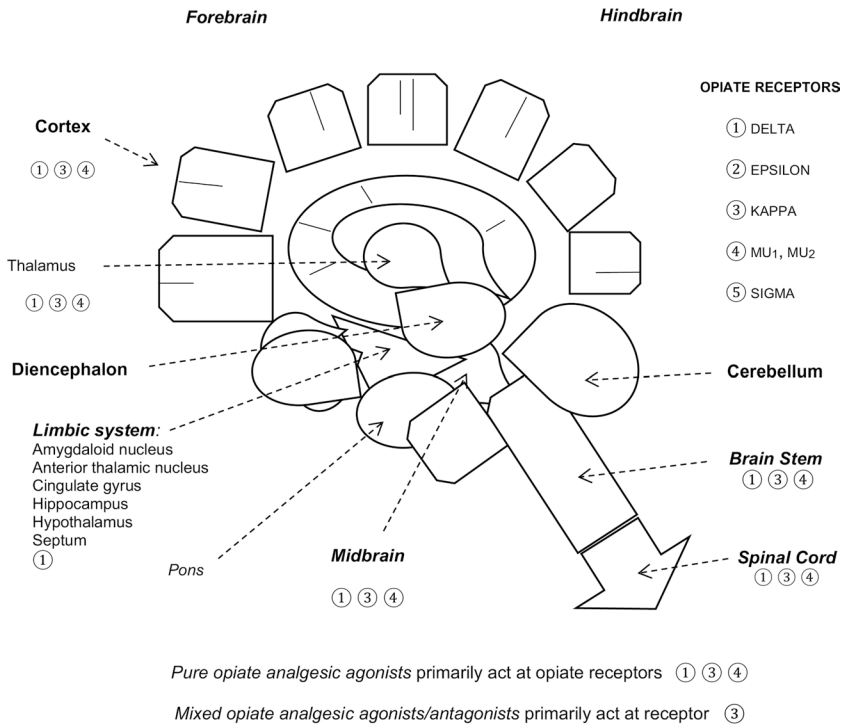 Forebrain
Hindbrain
OPIATE RECEPTORS
① DELTA
② EPSILON
③ KAPPA
④ MU₁, MU₂
⑤ SIGMA
Cortex
① ③ ④
Thalamus
① ③ ④
Diencephalon
Limbic system:
Amygdaloid nucleus
Anterior thalamic nucleus
Cingulate gyrus
Hippocampus
Hypothalamus
Septum
①
Pons
Midbrain
① ③ ④
Cerebellum
Brain Stem
① ③ ④
Spinal Cord
① ③ ④
Pure opiate analgesic agonists primarily act at opiate receptors ① ③ ④
Mixed opiate analgesic agonists/antagonists primarily act at receptor ③